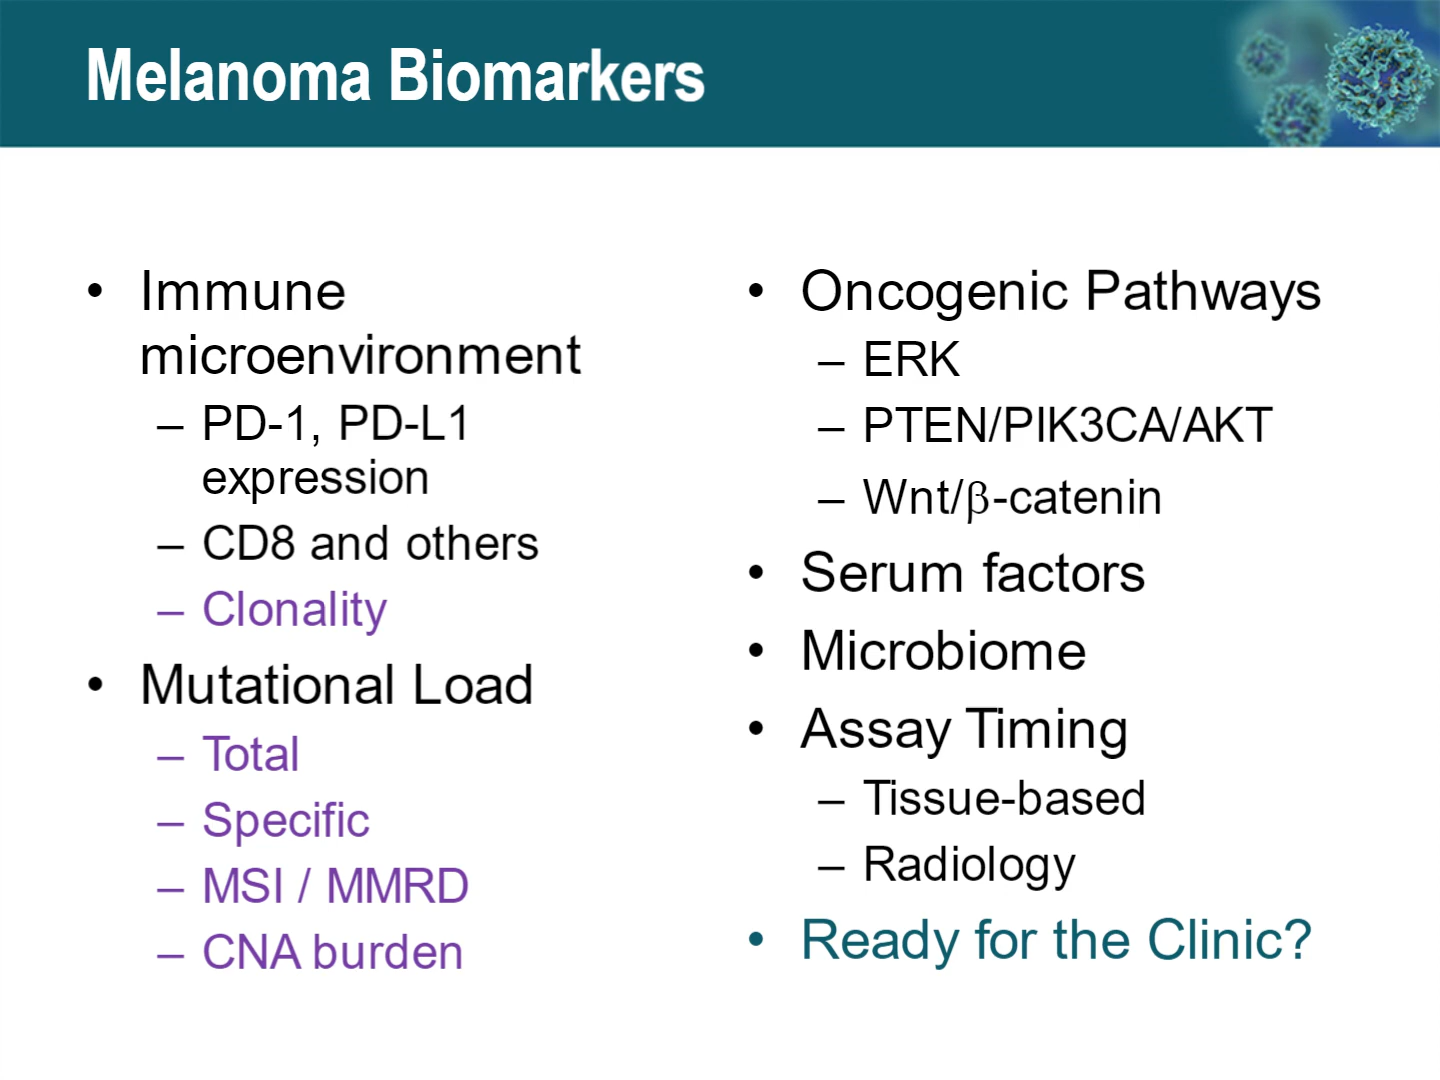 Melanoma Biomarkers
• Immune
microenvironment
– PD-1, PD-L1
expression
– CD8 and others
– Clonality
• Mutational Load
– Total
– Specific
– MSI / MMRD
– CNA burden
• Oncogenic Pathways
– ERK
– PTEN/PIK3CA/AKT
– Wnt/β-catenin
• Serum factors
• Microbiome
• Assay Timing
– Tissue-based
– Radiology
• Ready for the Clinic?